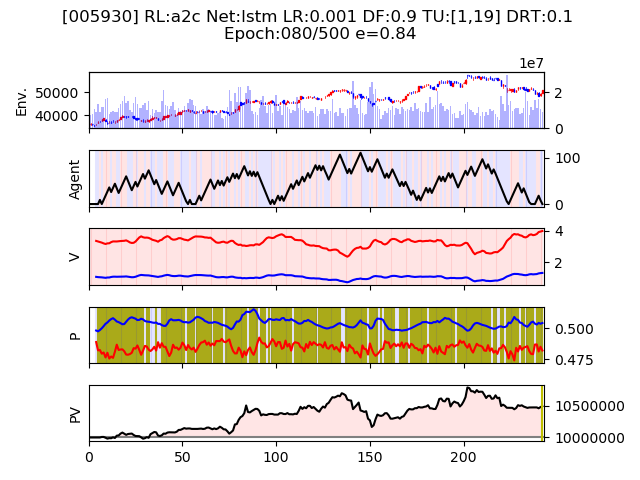 [005930] RL:a2c Net:lstm LR:0.001 DF:0.9 TU:[1,19] DRT:0.1
Epoch:080/500 e=0.84
1e7
Env.
50000
40000
2
0
Agent
100
0
V
4
2
P
0.500
0.475
PV
10500000
10000000
0 50 100 150 200